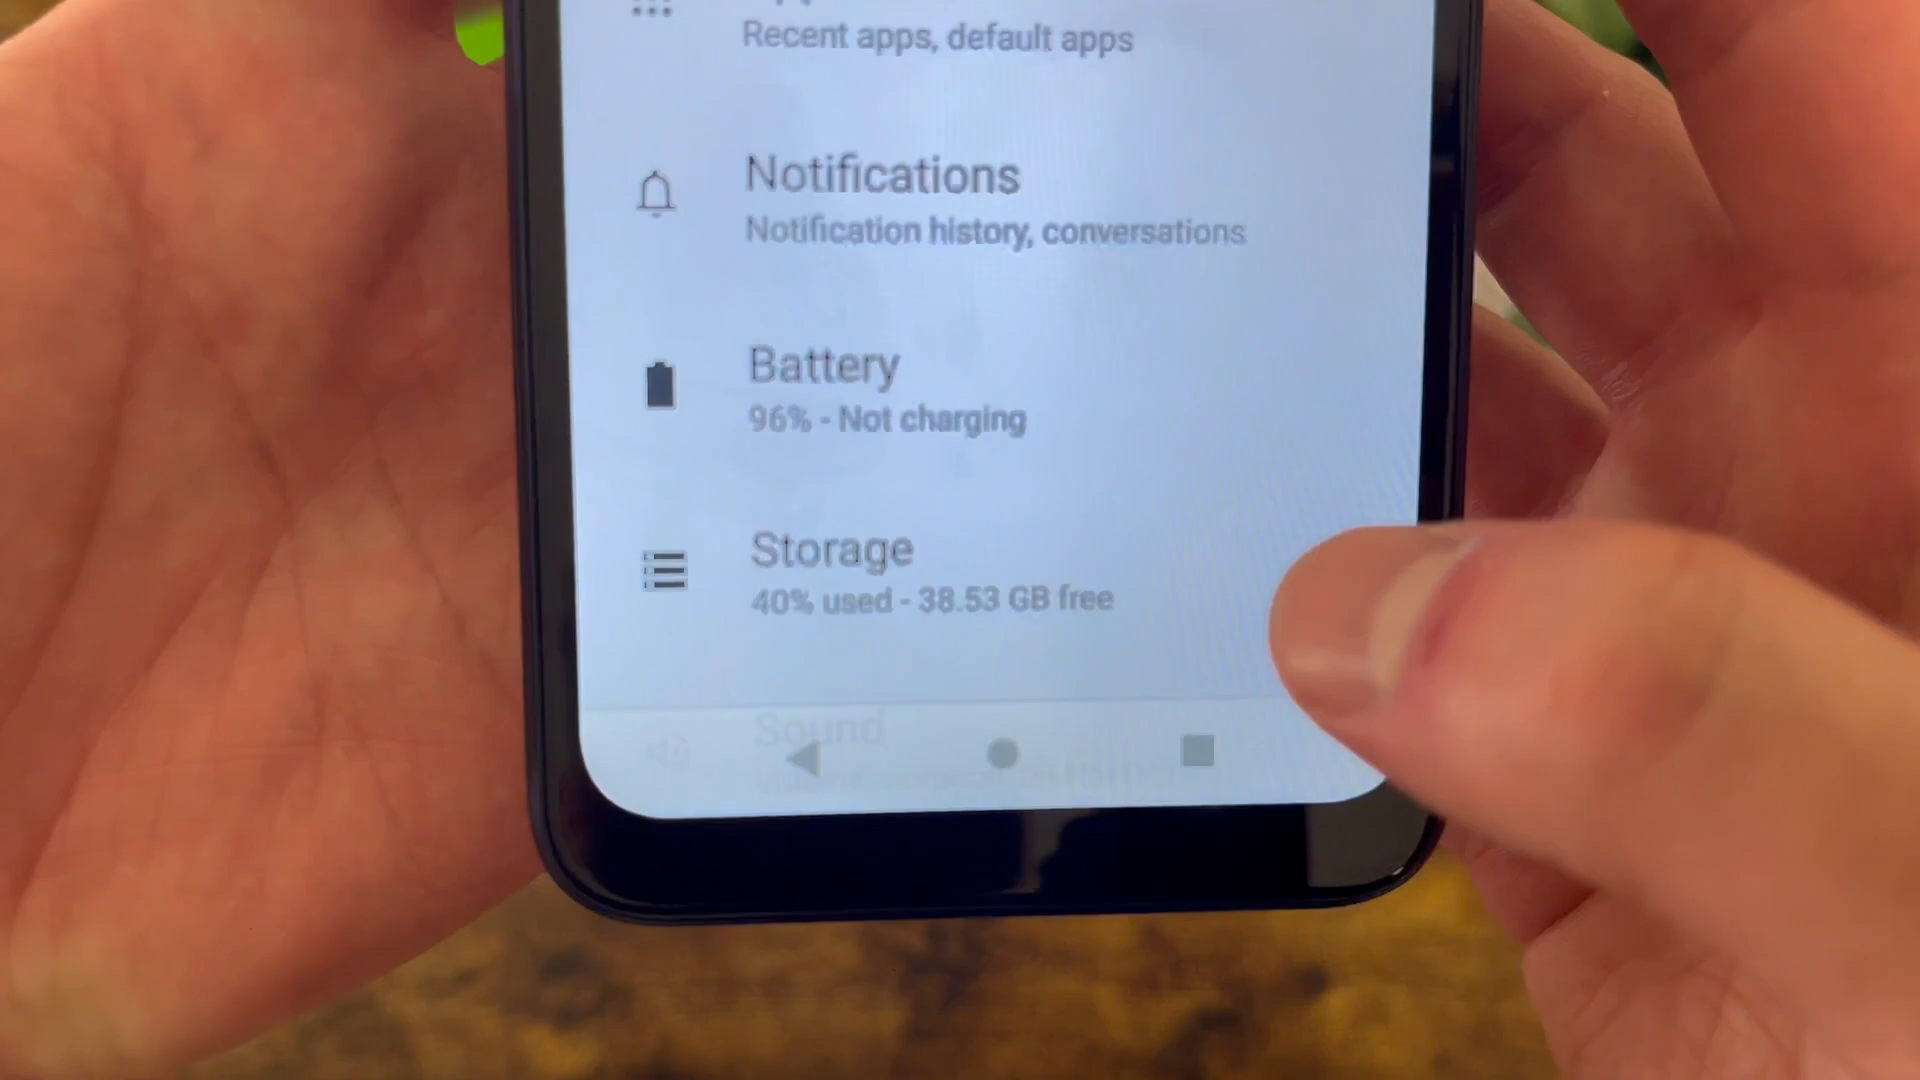 Recent apps, default apps
Notifications
Notification history, conversations
Battery
96% - Not charging
Storage
40% used - 38.53 GB free
Sound